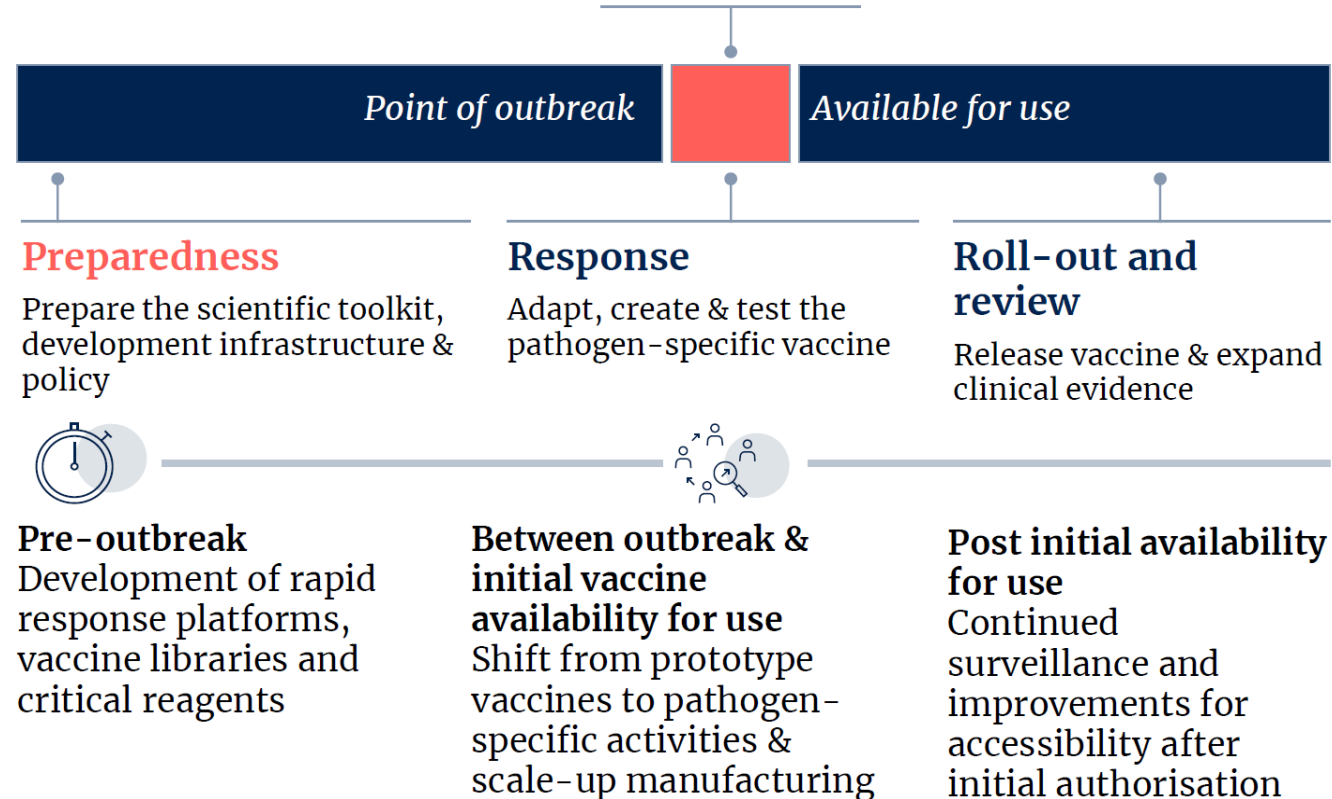 Point of outbreak
Available for use
Preparedness
Prepare the scientific toolkit,
development infrastructure &
policy
Response
Adapt, create & test the
pathogen-specific vaccine
Roll-out and
review
Release vaccine & expand
clinical evidence
Pre-outbreak
Development of rapid
response platforms,
vaccine libraries and
critical reagents
Between outbreak &
initial vaccine
availability for use
Shift from prototype
vaccines to pathogen-
specific activities &
scale-up manufacturing
Post initial availability
for use
Continued
surveillance and
improvements for
accessibility after
initial authorisation